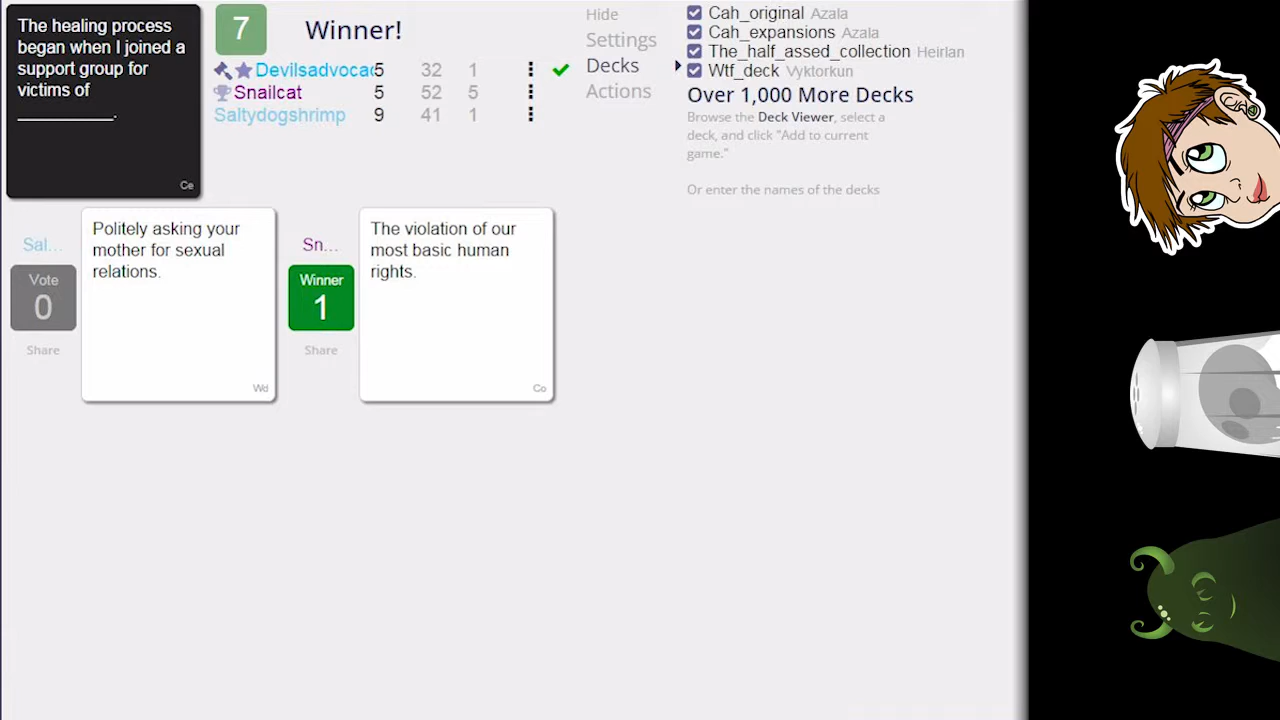 The healing process
began when I joined a
support group for
victims of
____________.
Ce
7
Winner!
Devilsadvocac 5 32 1
Snailcat 5 52 5
Saltydogshrimp 9 41 1
Hide
Settings
Decks
Actions
Cah_original Azala
Cah_expansions Azala
The_half_assed_collection Heirlan
Wtf_deck Vyktorkun
Over 1,000 More Decks
Browse the Deck Viewer, select a
deck, and click "Add to current
game."
Or enter the names of the decks
Sal...
Vote
0
Share
Politely asking your
mother for sexual
relations.
Wd
Sn...
Winner
1
Share
The violation of our
most basic human
rights.
Co